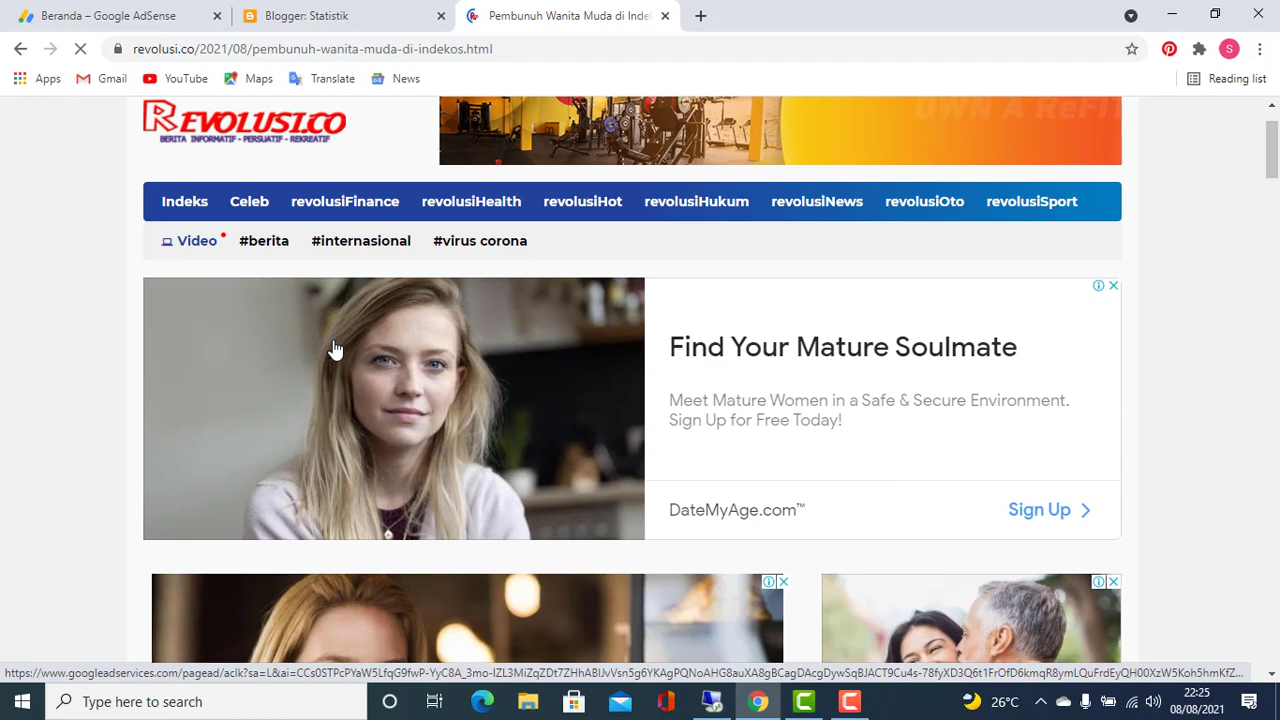 Beranda – Google AdSense
Blogger: Statistik
Pembunuh Wanita Muda di Indek
revolusi.co/2021/08/pembunuh-wanita-muda-di-indekos.html
Apps Gmail YouTube Maps Translate News Reading list
REVOLUSI.CO
BERITA INFORMATIF - PERSUATIF - REKREATIF
OWN A ReFIT
Indeks Celeb revolusiFinance revolusiHealth revolusiHot revolusiHukum revolusiNews revolusiOto revolusiSport
Video #berita #internasional #virus corona
Find Your Mature Soulmate
Meet Mature Women in a Safe & Secure Environment.
Sign Up for Free Today!
DateMyAge.com™ Sign Up
Type here to search
26°C
22:25
08/08/2021